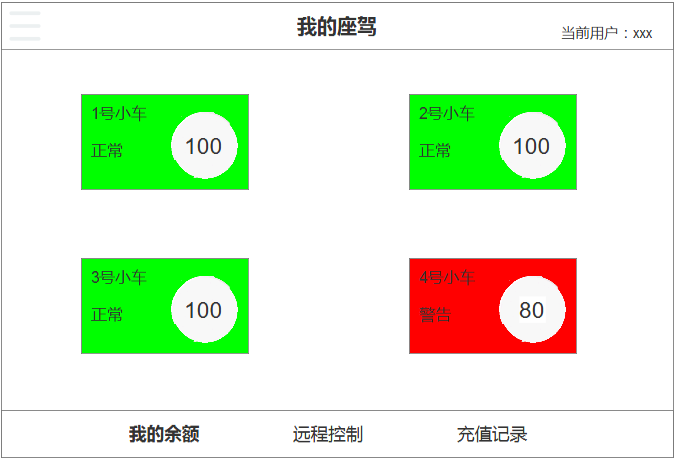 我的座驾
当前用户：xxx
1号小车
正常
100
2号小车
正常
100
3号小车
正常
100
4号小车
警告
80
我的余额
远程控制
充值记录